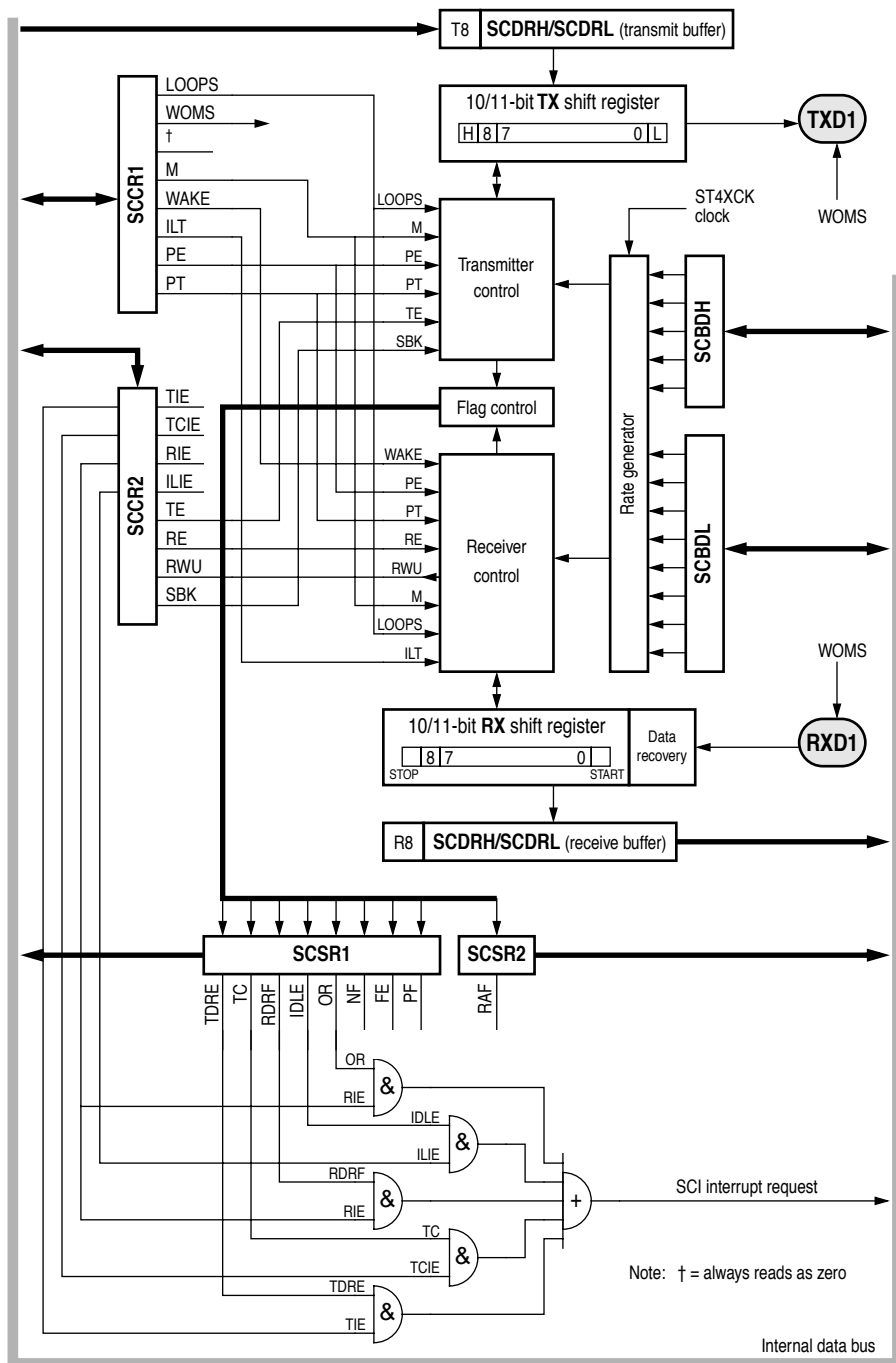 T8 SCDRH/SCDRL (transmit buffer)
10/11-bit TX shift register
H 8 7 0 L
TXD1
WOMS
ST4XCK
clock
SCCR1
LOOPS
WOMS
†
M
WAKE
ILT
PE
PT
LOOPS
M
PE
PT
TE
SBK
Transmitter
control
Flag control
Rate generator
SCBDH
SCBDL
SCCR2
TIE
TCIE
RIE
ILIE
TE
RE
RWU
SBK
WAKE
PE
PT
RE
RWU
M
LOOPS
ILT
Receiver
control
10/11-bit RX shift register
8 7 0
STOP START
Data
recovery
WOMS
RXD1
R8 SCDRH/SCDRL (receive buffer)
SCSR1
SCSR2
TDRE
TC
RDRF
IDLE
OR
NF
FE
PF
RAF
OR
RIE
&
IDLE
ILIE
&
RDRF
RIE
&
TC
TCIE
&
TDRE
TIE
&
+
SCI interrupt request
Note: † = always reads as zero
Internal data bus